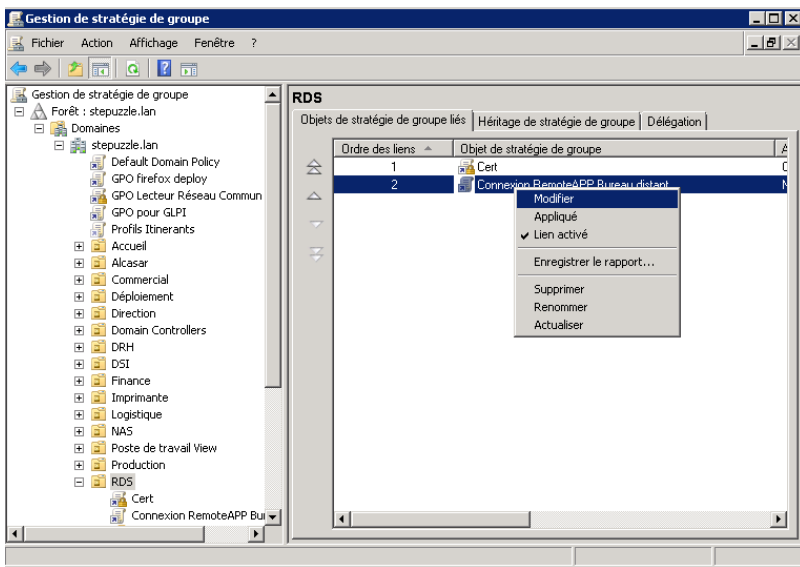 Gestion de stratégie de groupe
Fichier Action Affichage Fenêtre ?
Gestion de stratégie de groupe
Forêt : stepuzzle.lan
Domaines
stepuzzle.lan
Default Domain Policy
GPO firefox deploy
GPO Lecteur Réseau Commun
GPO pour GLPI
Profils Itinerants
Accueil
Alcasar
Commercial
Déploiement
Direction
Domain Controllers
DRH
DSI
Finance
Imprimante
Logistique
NAS
Poste de travail View
Production
RDS
Cert
Connexion RemoteAPP Bu
RDS
Objets de stratégie de groupe liés Héritage de stratégie de groupe Délégation
Ordre des liens Objet de stratégie de groupe
1 Cert
2 Connexion RemoteAPP Bureau distant
Modifier
Appliqué
Lien activé
Enregistrer le rapport...
Supprimer
Renommer
Actualiser